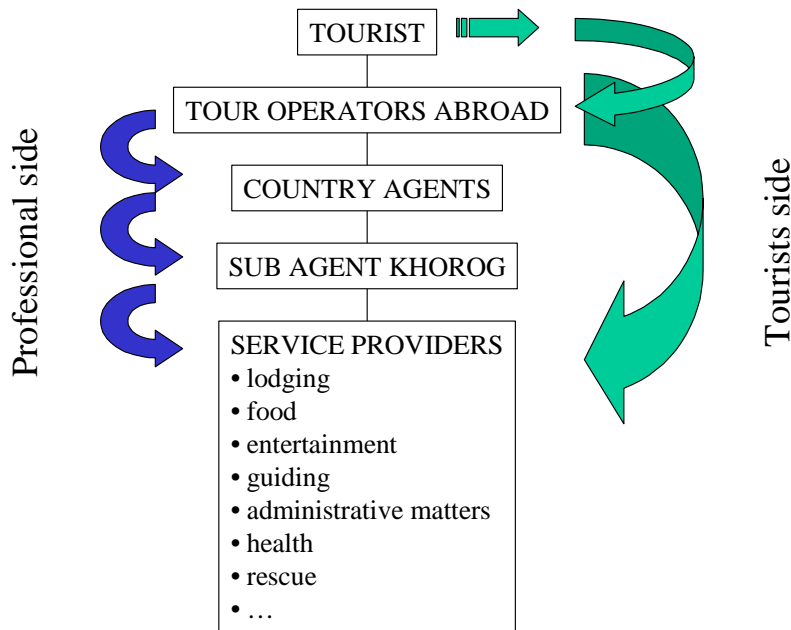 TOURIST
TOUR OPERATORS ABROAD
COUNTRY AGENTS
SUB AGENT KHOROG
SERVICE PROVIDERS
• lodging
• food
• entertainment
• guiding
• administrative matters
• health
• rescue
• …
Professional side
Tourists side